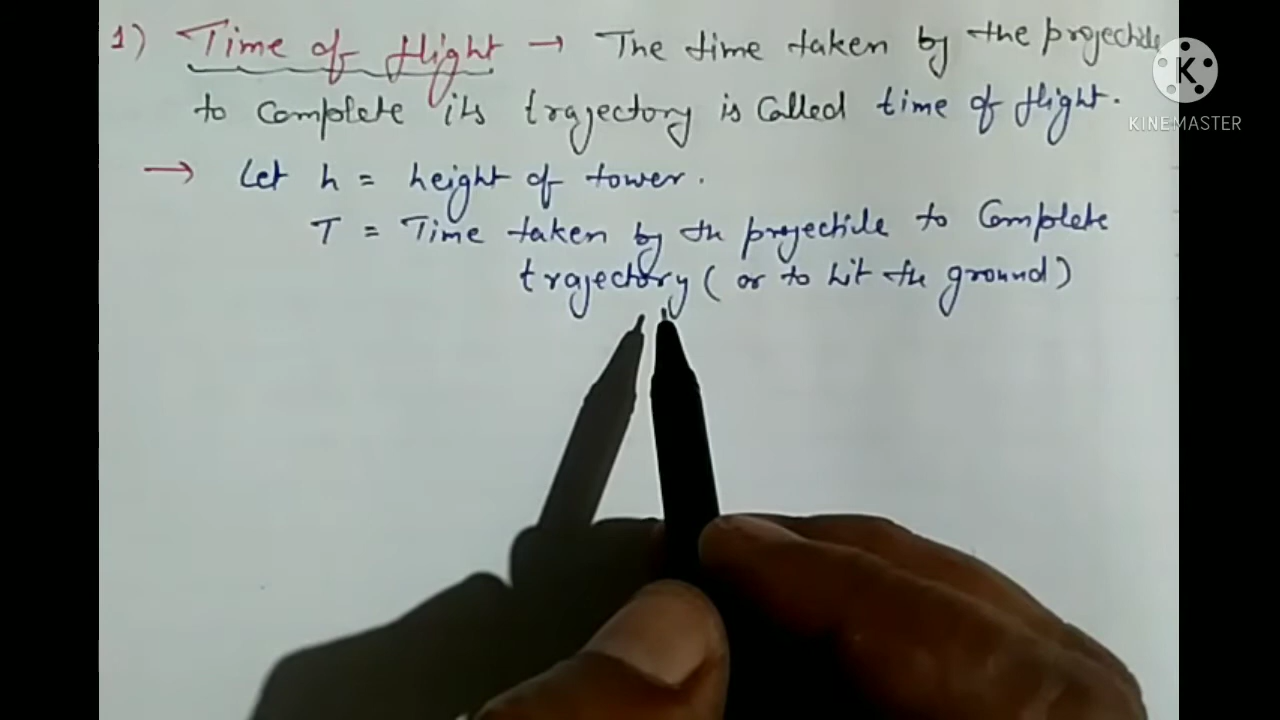 1) Time of flight → The time taken by the projectile
to complete its trajectory is called time of flight.
→ Let h = height of tower.
T = Time taken by the projectile to complete
trajectory ( or to hit the ground )
K
KINEMASTER